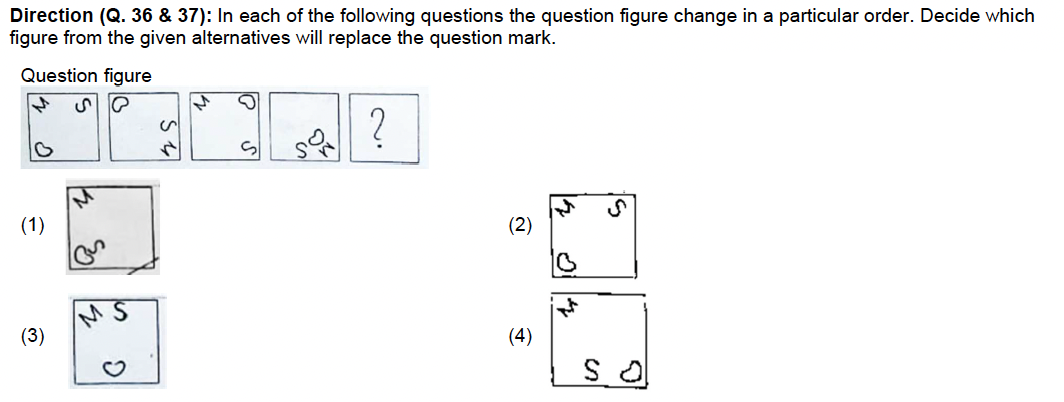 Direction (Q. 36 & 37): In each of the following questions the question figure change in a particular order. Decide which
figure from the given alternatives will replace the question mark.
Question figure
M S
S M
M S
S M
?
(1) M S
(2) M S
(3) M S
(4) M S